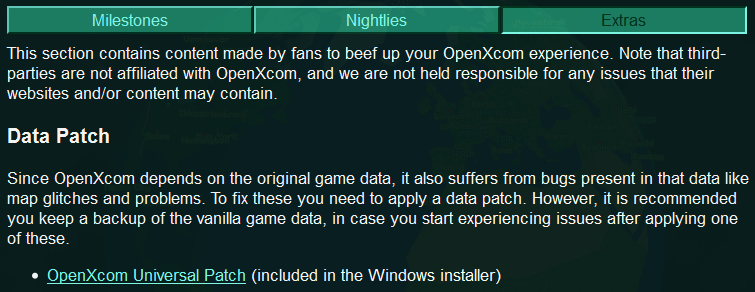 Milestones Nightlies Extras
This section contains content made by fans to beef up your OpenXcom experience. Note that third-
parties are not affiliated with OpenXcom, and we are not held responsible for any issues that their
websites and/or content may contain.
Data Patch
Since OpenXcom depends on the original game data, it also suffers from bugs present in that data like
map glitches and problems. To fix these you need to apply a data patch. However, it is recommended
you keep a backup of the vanilla game data, in case you start experiencing issues after applying one
of these.
• OpenXcom Universal Patch (included in the Windows installer)